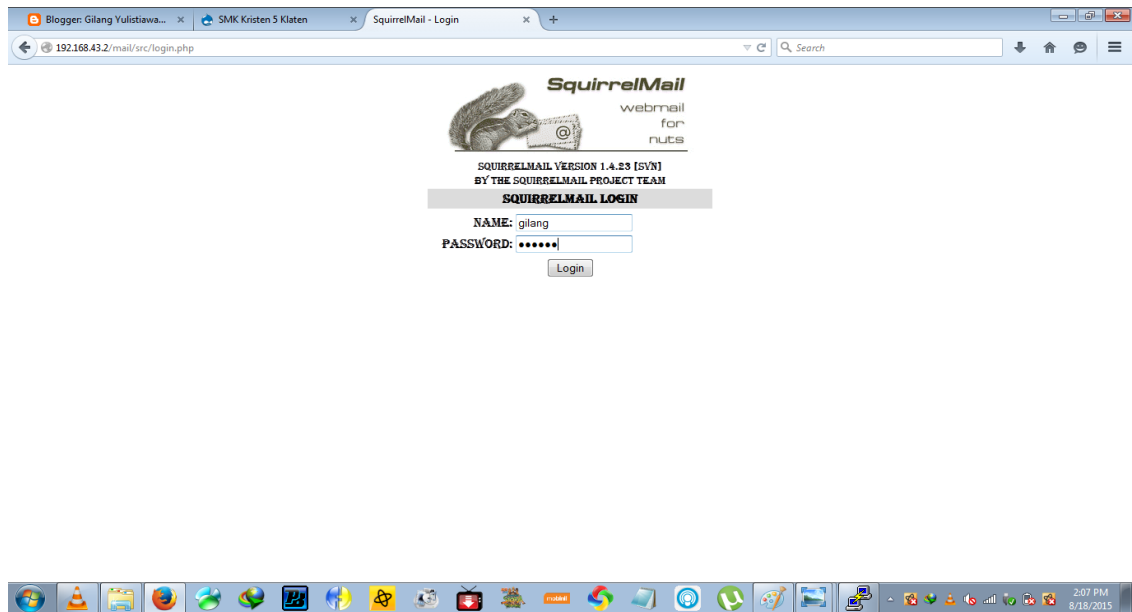 Blogger: Gilang Yulistiawa...
SMK Kristen 5 Klaten
SquirrelMail - Login
192.168.43.2/mail/src/login.php
Search
SquirrelMail
webmail
for
nuts
@
SQUIRRELMAIL VERSION 1.4.23 [SVN]
BY THE SQUIRRELMAIL PROJECT TEAM
SQUIRRELMAIL LOGIN
NAME: gilang
PASSWORD: ••••••
Login
2:07 PM
8/18/2015